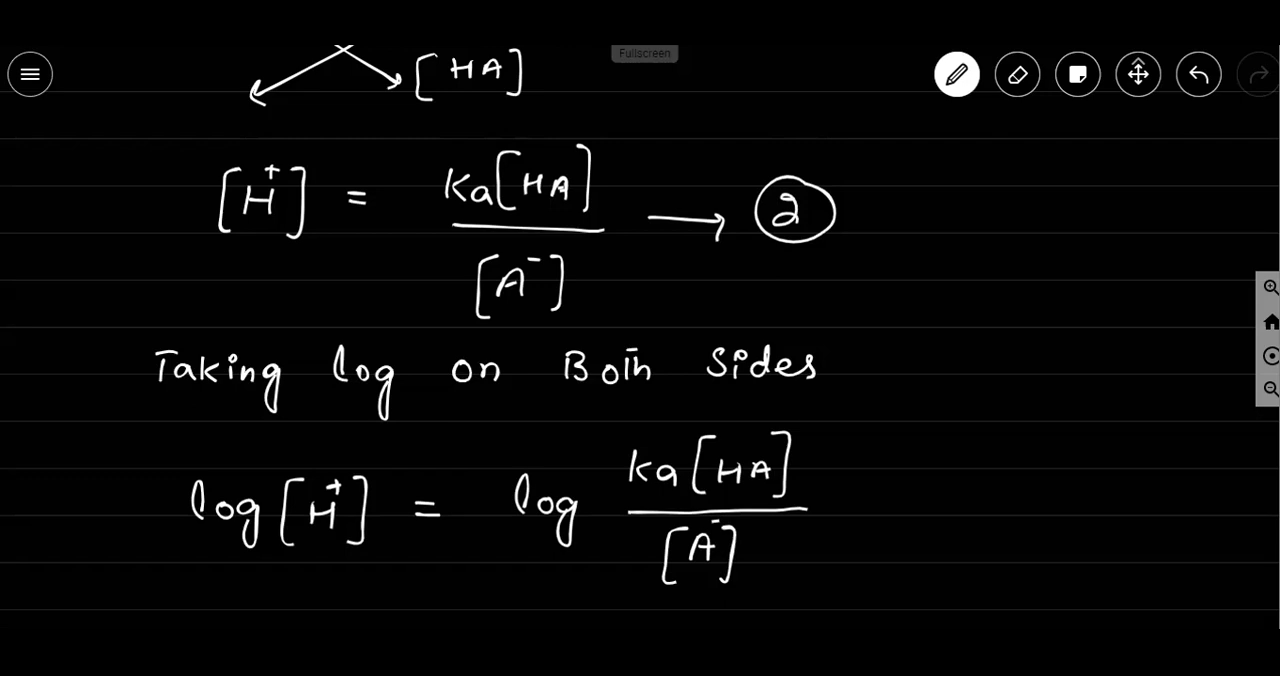 Fullscreen
[HA]
[H⁺] = Ka[HA] / [A⁻] → 2
Taking log on Both Sides
log [H⁺] = log Ka[HA] / [A⁻]